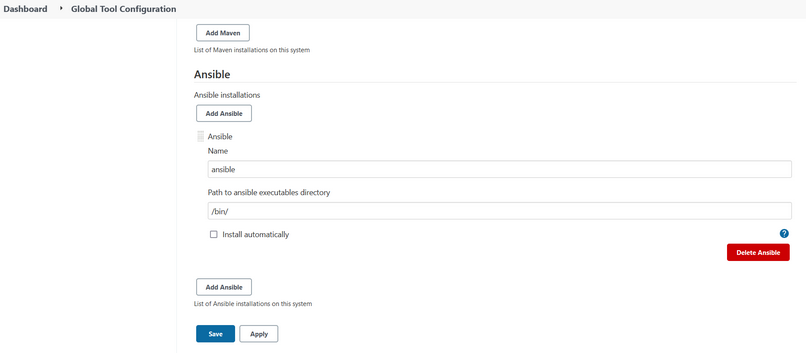 Dashboard Global Tool Configuration
Add Maven
List of Maven installations on this system
Ansible
Ansible installations
Add Ansible
Ansible
Name
ansible
Path to ansible executables directory
/bin/
Install automatically ?
Delete Ansible
Add Ansible
List of Ansible installations on this system
Save Apply